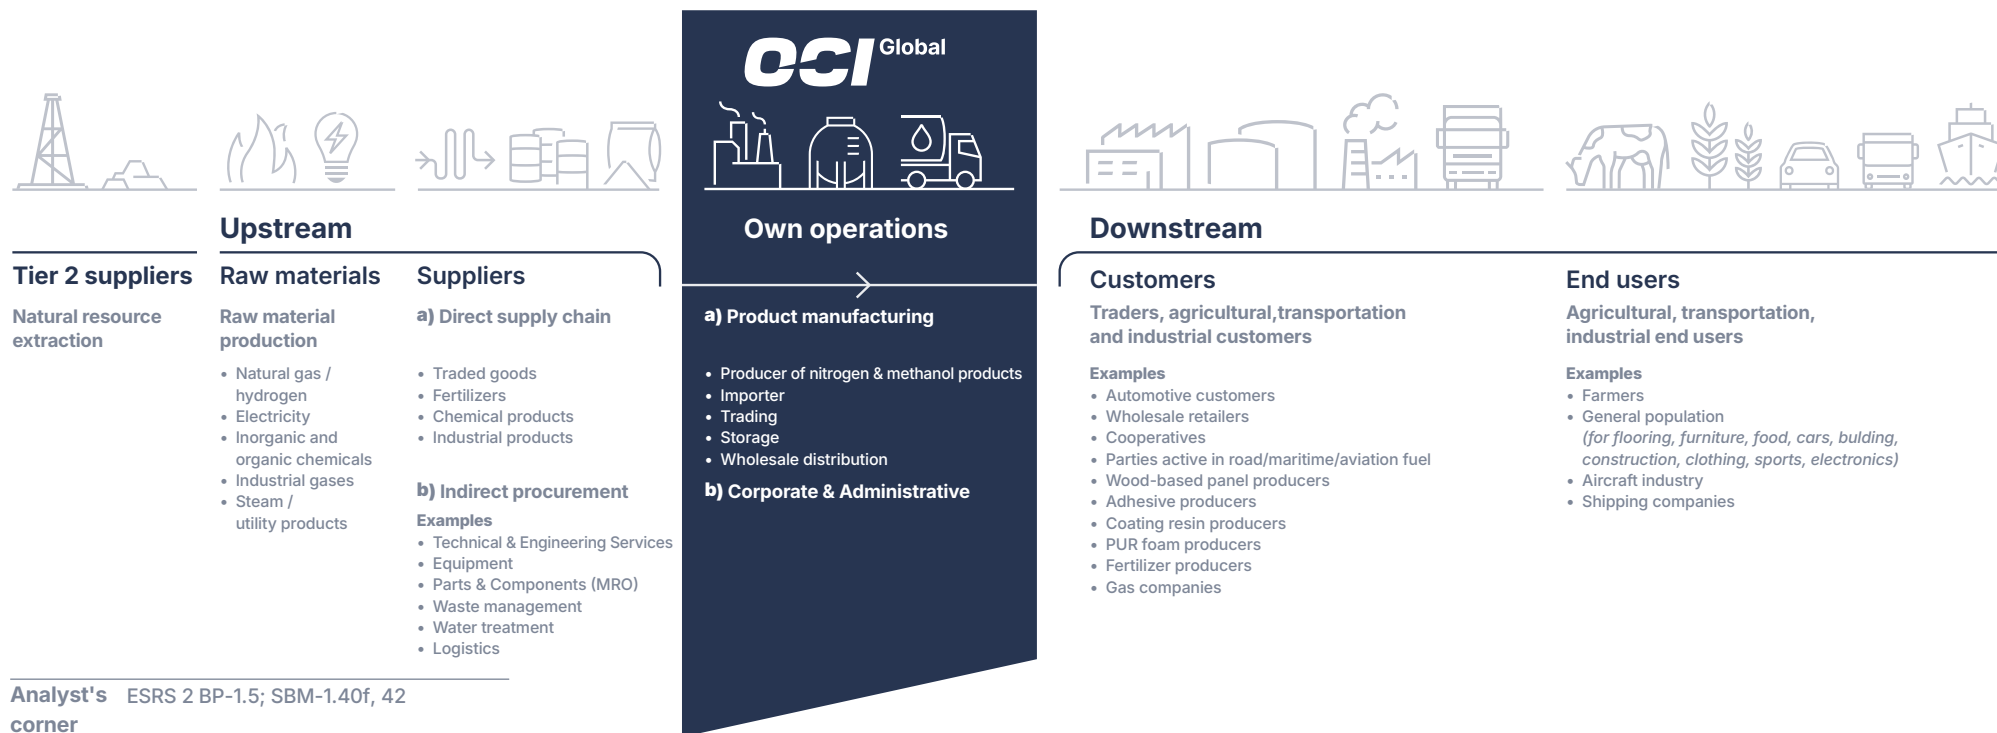 OCI Global
Upstream
Own operations
Downstream
Tier 2 suppliers
Natural resource
extraction
Raw materials
Raw material
production
• Natural gas /
hydrogen
• Electricity
• Inorganic and
organic chemicals
• Industrial gases
• Steam /
utility products
Suppliers
a) Direct supply chain
• Traded goods
• Fertilizers
• Chemical products
• Industrial products
b) Indirect procurement
Examples
• Technical & Engineering Services
• Equipment
• Parts & Components (MRO)
• Waste management
• Water treatment
• Logistics
a) Product manufacturing
• Producer of nitrogen & methanol products
• Importer
• Trading
• Storage
• Wholesale distribution
b) Corporate & Administrative
Customers
Traders, agricultural,transportation
and industrial customers
Examples
• Automotive customers
• Wholesale retailers
• Cooperatives
• Parties active in road/maritime/aviation fuel
• Wood-based panel producers
• Adhesive producers
• Coating resin producers
• PUR foam producers
• Fertilizer producers
• Gas companies
End users
Agricultural, transportation,
industrial end users
Examples
• Farmers
• General population
(for flooring, furniture, food, cars, bulding,
construction, clothing, sports, electronics)
• Aircraft industry
• Shipping companies
Analyst's ESRS 2 BP-1.5; SBM-1.40f, 42
corner